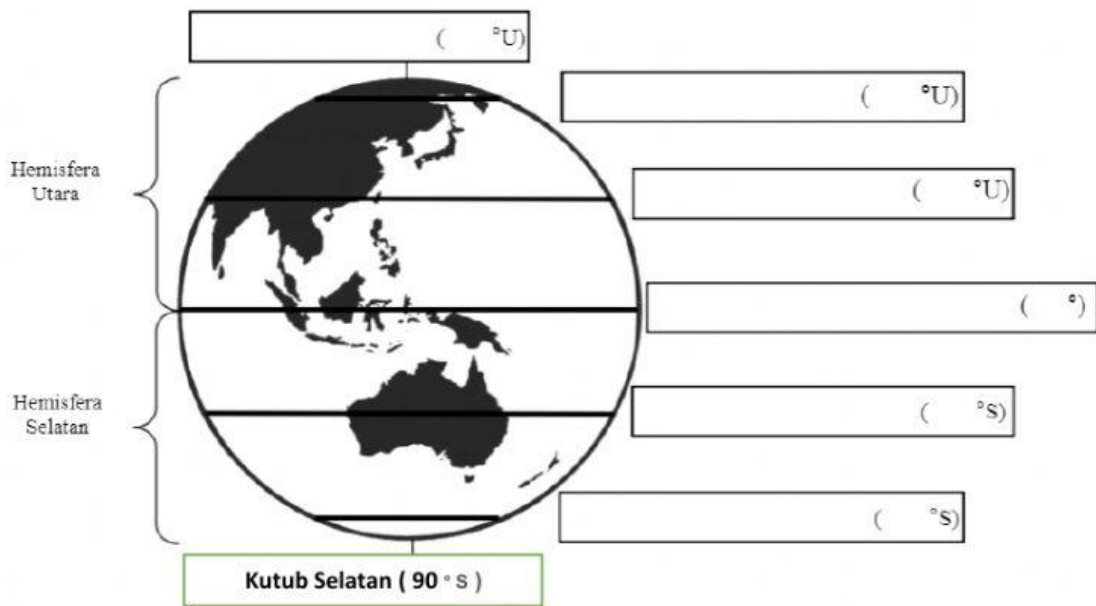 ( °U)
( °U)
Hemisfera
Utara
( °U)
( °)
Hemisfera
Selatan
( °S)
( °S)
Kutub Selatan ( 90 ° S )